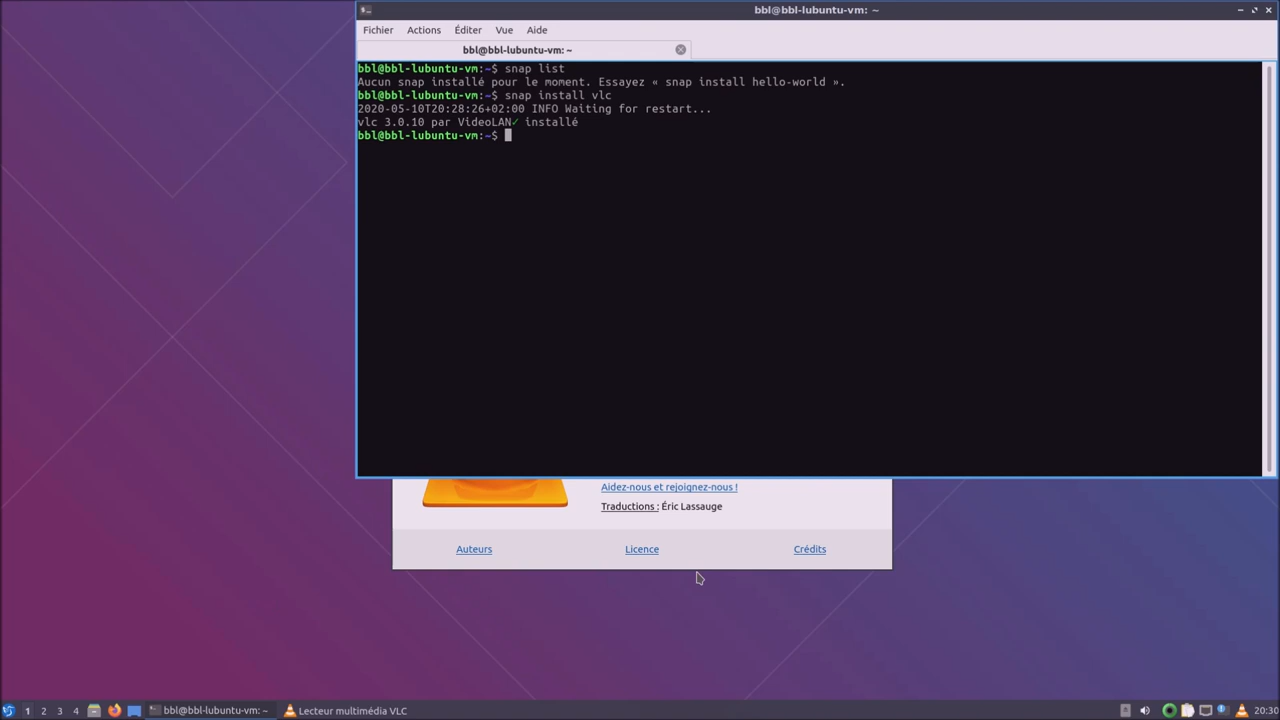 bbl@bbl-lubuntu-vm: ~
Fichier Actions Éditer Vue Aide
bbl@bbl-lubuntu-vm: ~
bbl@bbl-lubuntu-vm:~$ snap list
Aucun snap installé pour le moment. Essayez « snap install hello-world ».
bbl@bbl-lubuntu-vm:~$ snap install vlc
2020-05-10T20:28:26+02:00 INFO Waiting for restart...
vlc 3.0.10 par VideoLAN✓ installé
bbl@bbl-lubuntu-vm:~$
Aidez-nous et rejoignez-nous !
Traductions : Éric Lassauge
Auteurs Licence Crédits
1 2 3 4 bbl@bbl-lubuntu-vm: ~ Lecteur multimédia VLC 20:30